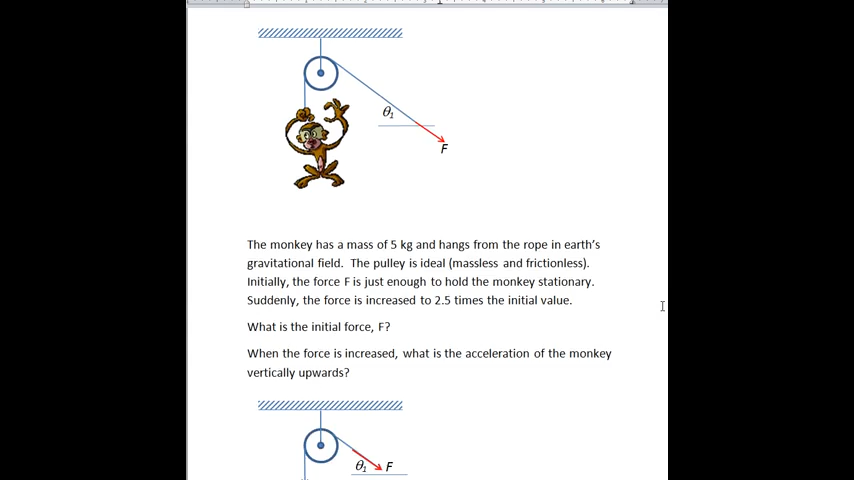 θ1
F
The monkey has a mass of 5 kg and hangs from the rope in earth's
gravitational field. The pulley is ideal (massless and frictionless).
Initially, the force F is just enough to hold the monkey stationary.
Suddenly, the force is increased to 2.5 times the initial value.
What is the initial force, F?
When the force is increased, what is the acceleration of the monkey
vertically upwards?
θ1 F